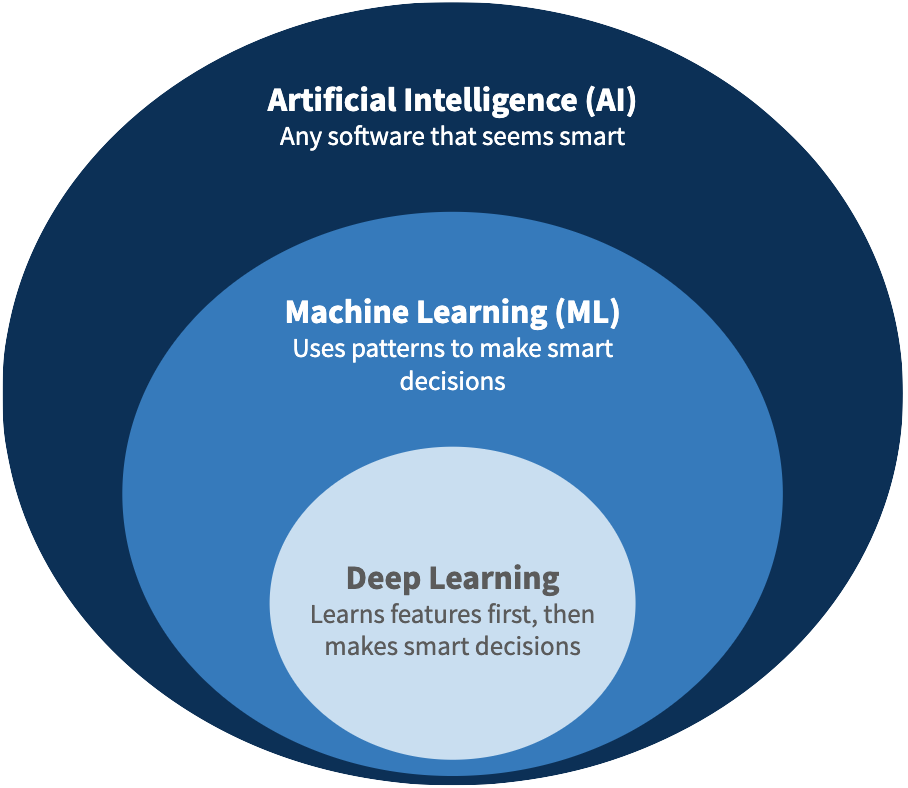 Artificial Intelligence (AI)
Any software that seems smart
Machine Learning (ML)
Uses patterns to make smart
decisions
Deep Learning
Learns features first, then
makes smart decisions